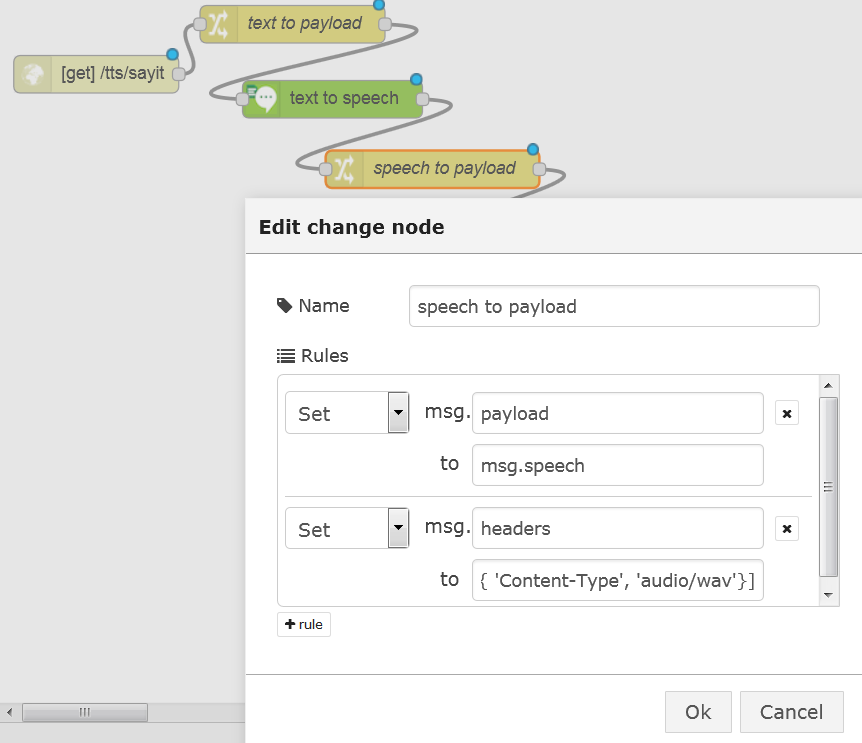 text to payload
[get] /tts/sayit
text to speech
speech to payload
Edit change node
Name
speech to payload
Rules
Set
msg.
payload
to
msg.speech
Set
msg.
headers
to
{ 'Content-Type', 'audio/wav'}]
rule
Ok
Cancel